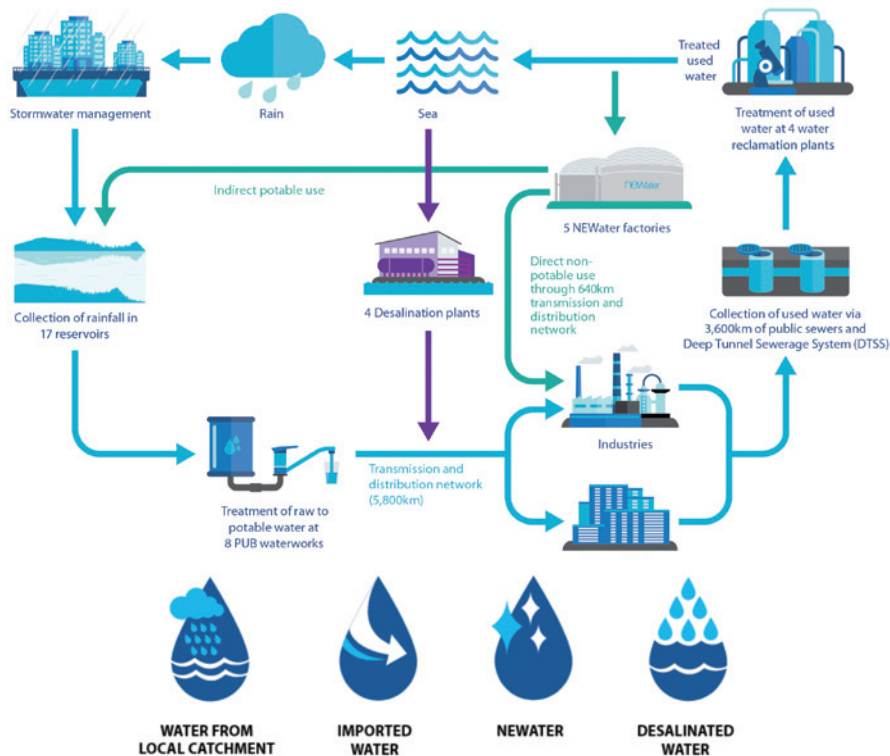 Stormwater management
Rain
Sea
Treated
used
water
Treatment of used
water at 4 water
reclamation plants
Indirect potable use
NEWater
5 NEWater factories
Collection of rainfall in
17 reservoirs
4 Desalination plants
Direct non-
potable use
through 640km
transmission and
distribution
network
Collection of used water via
3,600km of public sewers and
Deep Tunnel Sewerage System (DTSS)
Industries
Treatment of raw to
potable water at
8 PUB waterworks
Transmission and
distribution network
(5,800km)
WATER FROM
LOCAL CATCHMENT
IMPORTED
WATER
NEWATER
DESALINATED
WATER